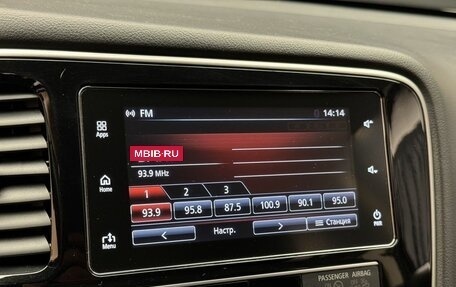 FM 14:14
Apps
MBIB·RU
93.9 MHz
Home
1 2 3
93.9 95.8 87.5 100.9 90.1 95.0
< Настр. > Станция
Menu
PWR
PASSENGER AIRBAG